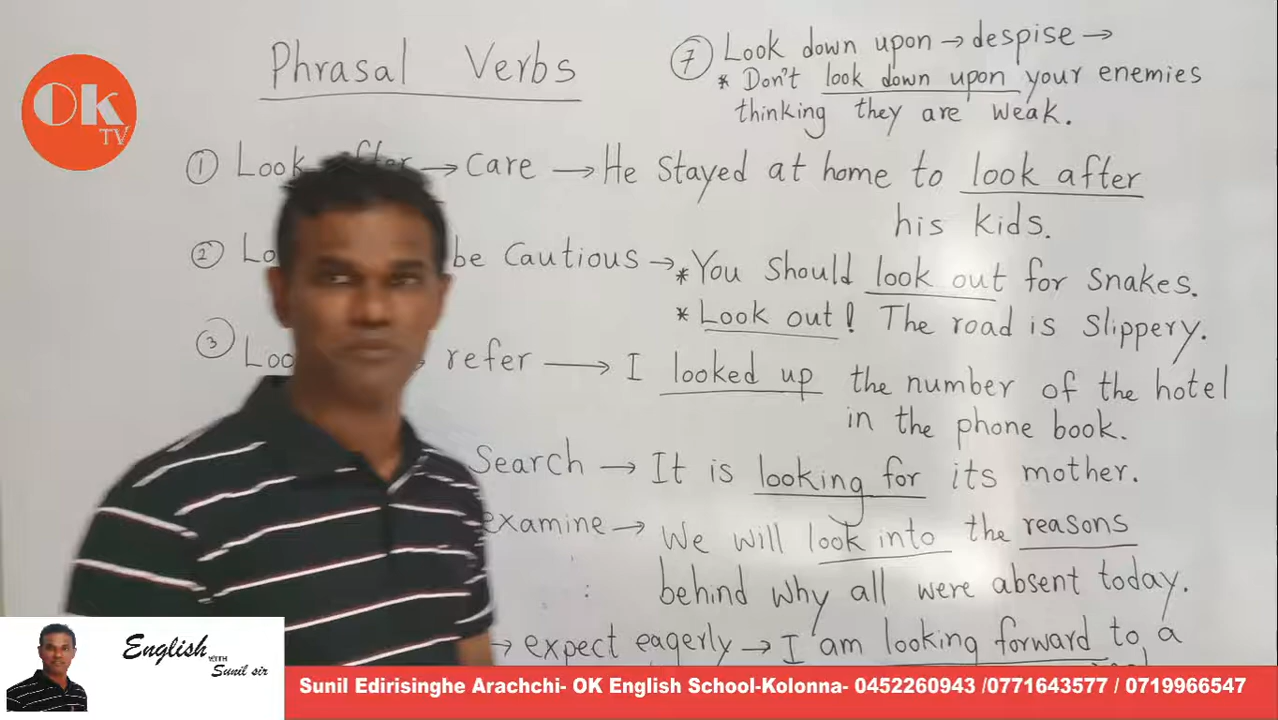 OK
TV
Phrasal Verbs
① Look after → care → He stayed at home to look after
his kids.
② be cautious → * You should look out for snakes.
* Look out! The road is slippery.
③ refer → I looked up the number of the hotel
in the phone book.
Search → It is looking for its mother.
examine → We will look into the reasons
behind why all were absent today.
→ expect eagerly → I am looking forward to a
⑦ Look down upon → despise →
* Don't look down upon your enemies
thinking they are weak.
English with
Sunil sir
Sunil Edirisinghe Arachchi- OK English School-Kolonna- 0452260943 /0771643577 / 0719966547